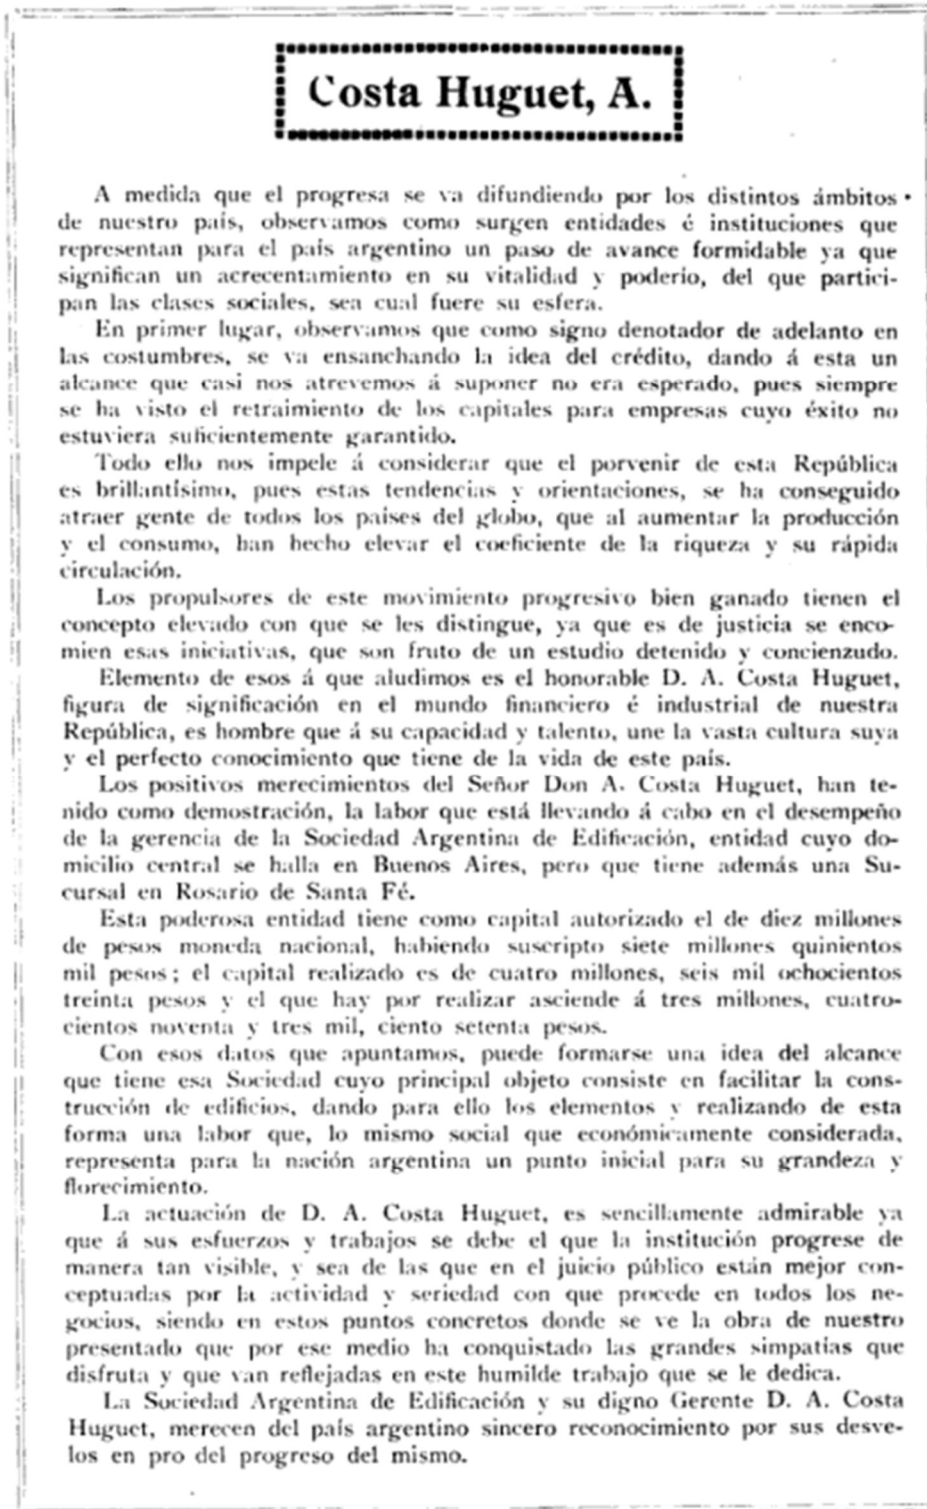 Costa Huguet, A.
A medida que el progresa se va difundiendo por los distintos ámbitos
de nuestro país, observamos como surgen entidades é instituciones que
representan para el país argentino un paso de avance formidable ya que
significan un acrecentamiento en su vitalidad y poderío, del que partici-
pan las clases sociales, sea cual fuere su esfera.
En primer lugar, observamos que como signo denotador de adelanto en
las costumbres, se va ensanchando la idea del crédito, dando á esta un
alcance que casi nos atrevemos á suponer no era esperado, pues siempre
se ha visto el retraimiento de los capitales para empresas cuyo éxito no
estuviera suficientemente garantido.
Todo ello nos impele á considerar que el porvenir de esta República
es brillantísimo, pues estas tendencias y orientaciones, se ha conseguido
atraer gente de todos los países del globo, que al aumentar la producción
y el consumo, han hecho elevar el coeficiente de la riqueza y su rápida
circulación.
Los propulsores de este movimiento progresivo bien ganado tienen el
concepto elevado con que se les distingue, ya que es de justicia se enco-
mien esas iniciativas, que son fruto de un estudio detenido y concienzudo.
Elemento de esos á que aludimos es el honorable D. A. Costa Huguet,
figura de significación en el mundo financiero é industrial de nuestra
República, es hombre que á su capacidad y talento, une la vasta cultura suya
y el perfecto conocimiento que tiene de la vida de este país.
Los positivos merecimientos del Señor Don A. Costa Huguet, han te-
nido como demostración, la labor que está llevando á cabo en el desempeño
de la gerencia de la Sociedad Argentina de Edificación, entidad cuyo do-
micilio central se halla en Buenos Aires, pero que tiene además una Su-
cursal en Rosario de Santa Fé.
Esta poderosa entidad tiene como capital autorizado el de diez millones
de pesos moneda nacional, habiendo suscripto siete millones quinientos
mil pesos; el capital realizado es de cuatro millones, seis mil ochocientos
treinta pesos y el que hay por realizar asciende á tres millones, cuatro-
cientos noventa y tres mil, ciento setenta pesos.
Con esos datos que apuntamos, puede formarse una idea del alcance
que tiene esa Sociedad cuyo principal objeto consiste en facilitar la cons-
trucción de edificios, dando para ello los elementos y realizando de esta
forma una labor que, lo mismo social que económicamente considerada,
representa para la nación argentina un punto inicial para su grandeza y
florecimiento.
La actuación de D. A. Costa Huguet, es sencillamente admirable ya
que á sus esfuerzos y trabajos se debe el que la institución progrese de
manera tan visible, y sea de las que en el juicio público están mejor con-
ceptuadas por la actividad y seriedad con que procede en todos los ne-
gocios, siendo en estos puntos concretos donde se ve la obra de nuestro
presentado que por ese medio ha conquistado las grandes simpatías que
disfruta y que van reflejadas en este humilde trabajo que se le dedica.
La Sociedad Argentina de Edificación y su digno Gerente D. A. Costa
Huguet, merecen del país argentino sincero reconocimiento por sus desve-
los en pro del progreso del mismo.